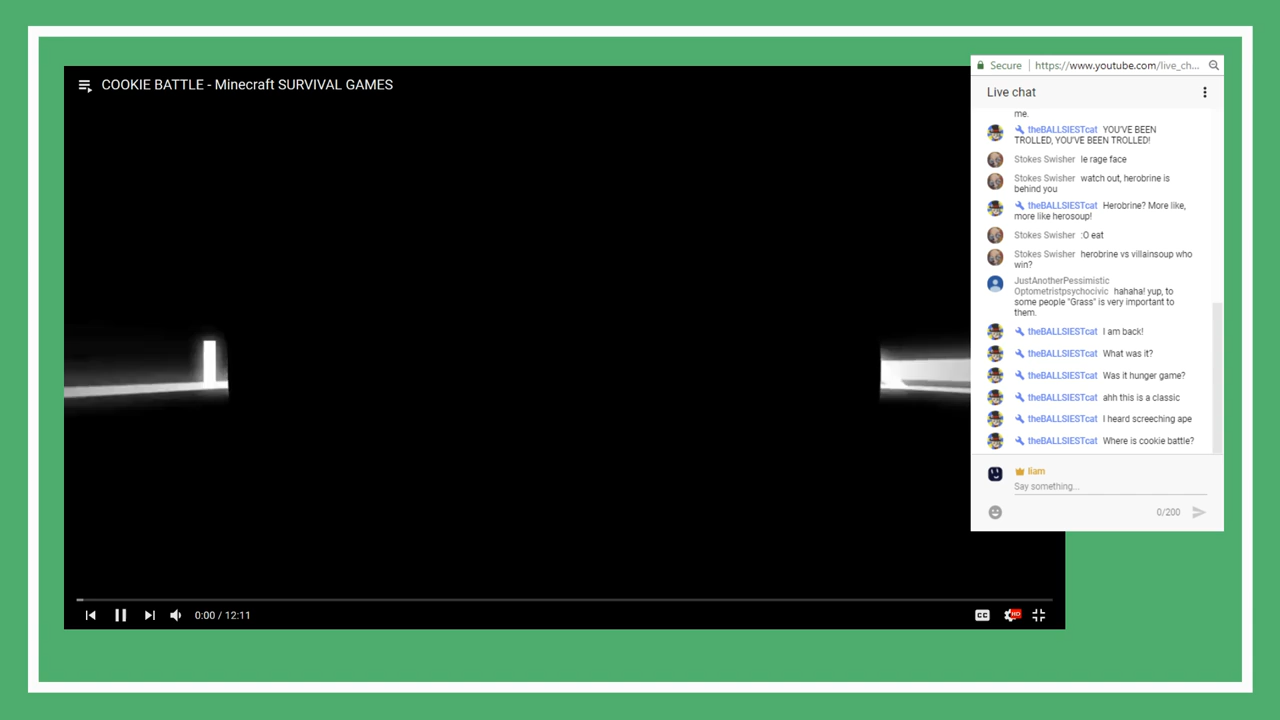 COOKIE BATTLE - Minecraft SURVIVAL GAMES
Secure
https://www.youtube.com/live_ch...
Live chat
me.
theBALLSIESTcat YOU'VE BEEN
TROLLED, YOU'VE BEEN TROLLED!
Stokes Swisher le rage face
Stokes Swisher watch out, herobrine is
behind you
theBALLSIESTcat Herobrine? More like,
more like herosoup!
Stokes Swisher :O eat
Stokes Swisher herobrine vs villainsoup who
win?
JustAnotherPessimistic
Optometristpsychocivic hahaha! yup, to
some people "Grass" is very important to
them.
theBALLSIESTcat I am back!
theBALLSIESTcat What was it?
theBALLSIESTcat Was it hunger game?
theBALLSIESTcat ahh this is a classic
theBALLSIESTcat I heard screeching ape
theBALLSIESTcat Where is cookie battle?
liam
Say something...
0/200
0:00 / 12:11
CC
HD